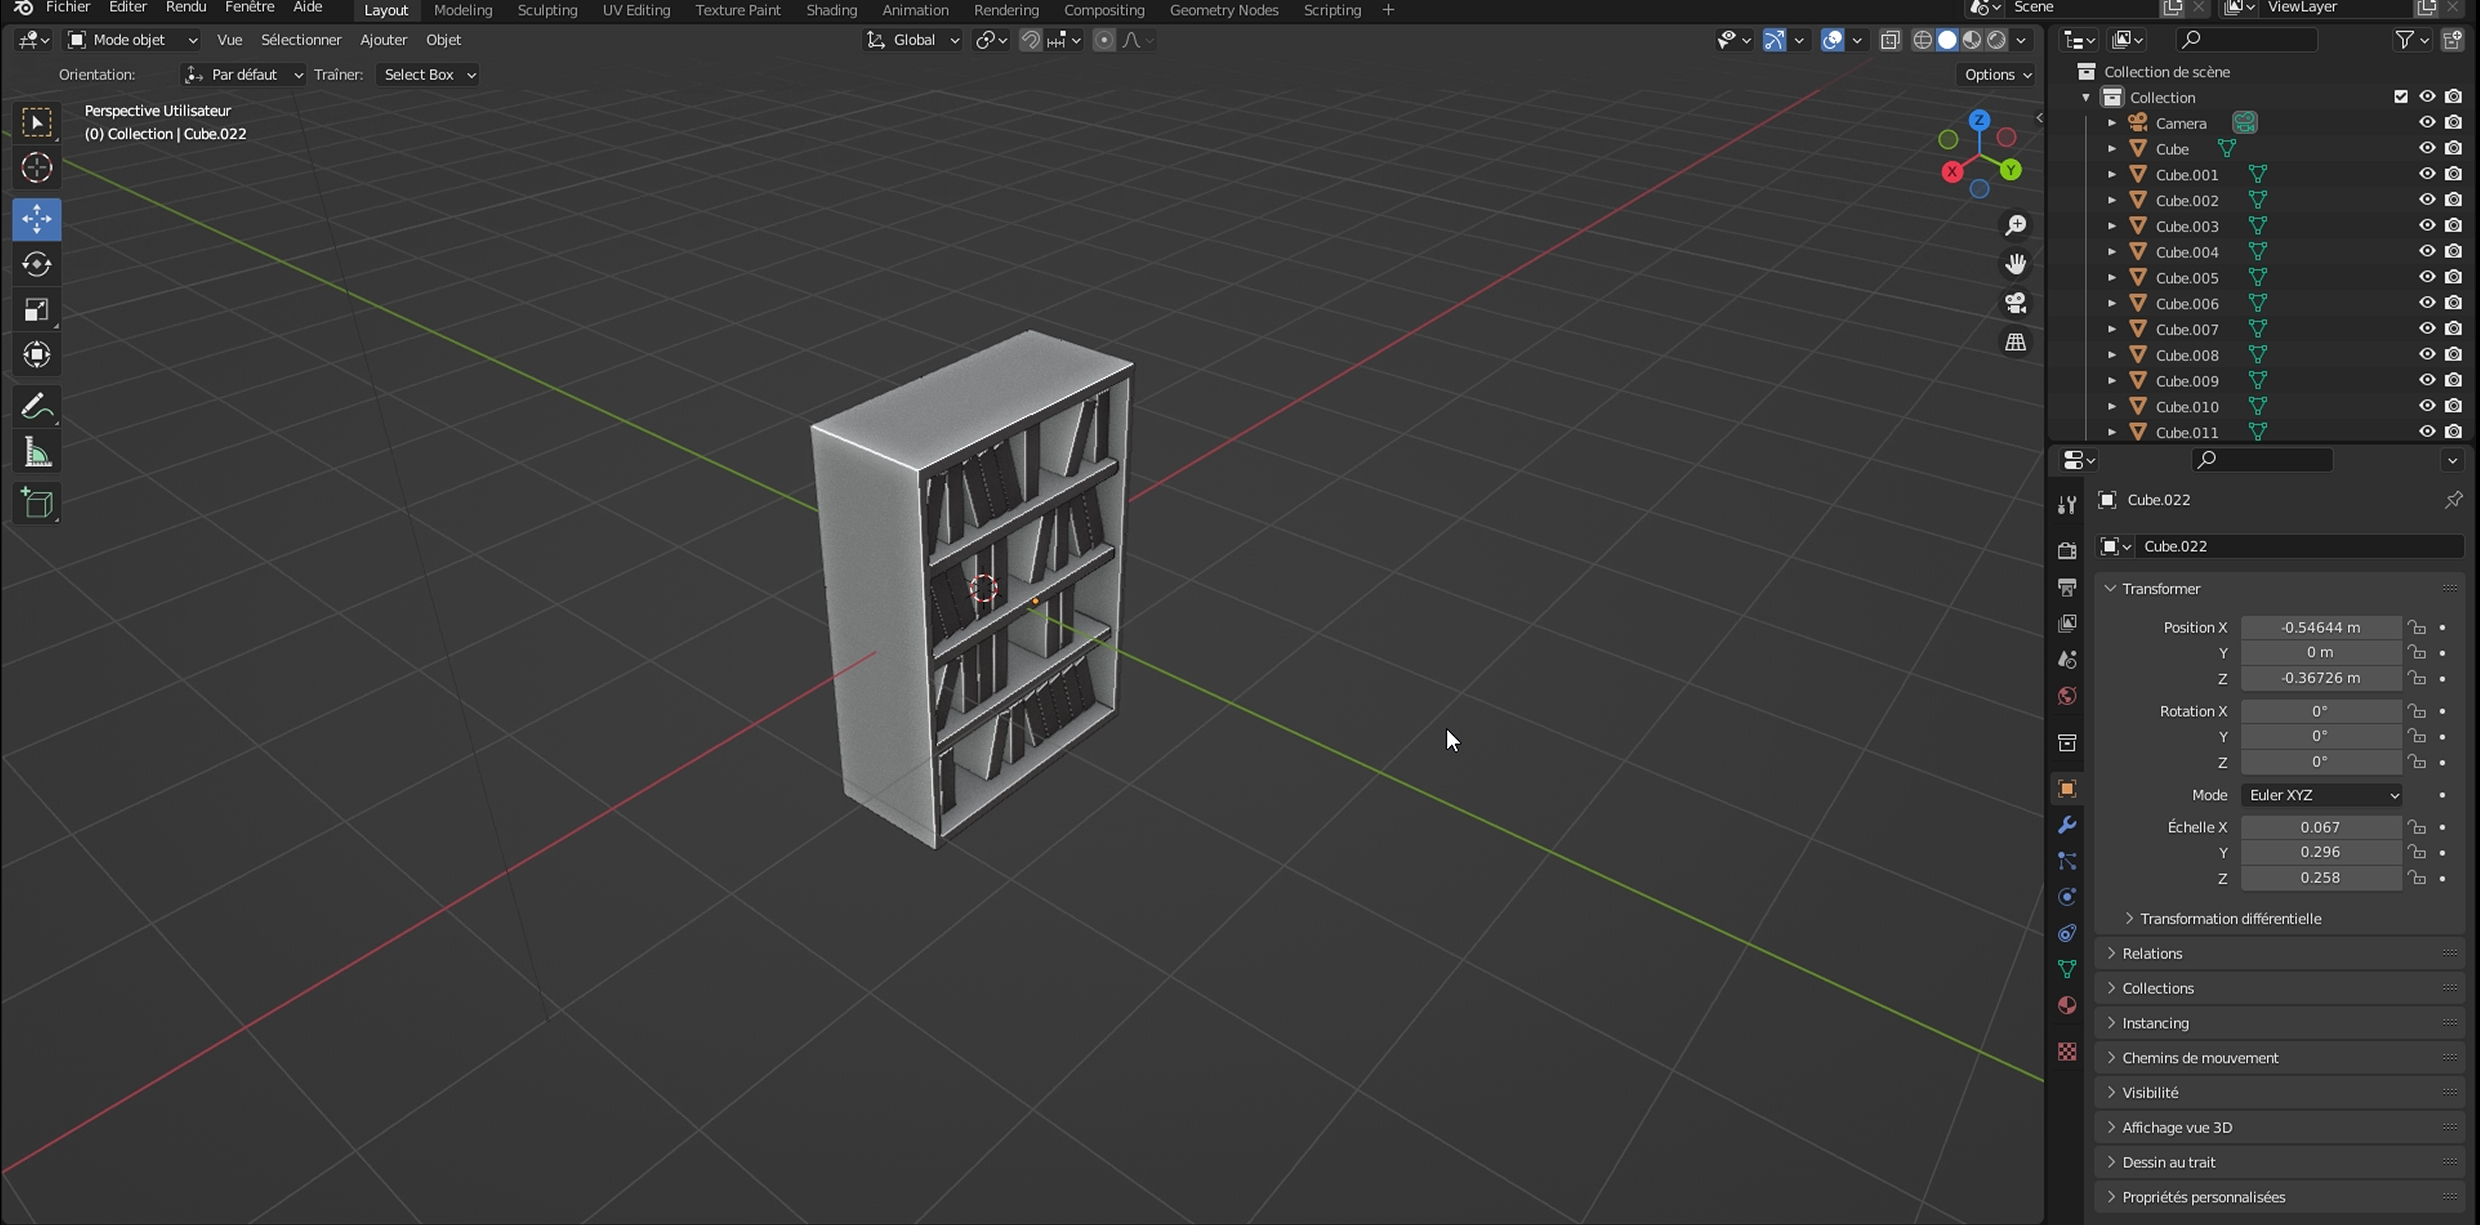 Fichier Editer Rendu Fenêtre Aide Layout Modeling Sculpting UV Editing Texture Paint Shading Animation Rendering Compositing Geometry Nodes Scripting + Scene ViewLayer
Mode objet Vue Sélectionner Ajouter Objet Global
Orientation: Par défaut Traîner: Select Box Options
Perspective Utilisateur
(0) Collection | Cube.022
Z
X
Y
Collection de scène
Collection
Camera
Cube
Cube.001
Cube.002
Cube.003
Cube.004
Cube.005
Cube.006
Cube.007
Cube.008
Cube.009
Cube.010
Cube.011
Cube.022
Cube.022
Transformer
Position X -0.54644 m
Y 0 m
Z -0.36726 m
Rotation X 0°
Y 0°
Z 0°
Mode Euler XYZ
Échelle X 0.067
Y 0.296
Z 0.258
Transformation différentielle
Relations
Collections
Instancing
Chemins de mouvement
Visibilité
Affichage vue 3D
Dessin au trait
Propriétés personnalisées